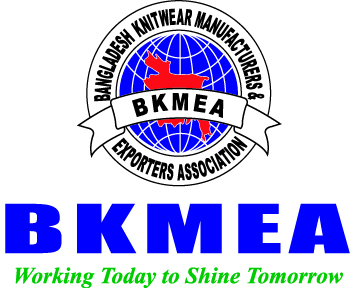 BANGLADESH KNITWEAR MANUFACTURERS &
BKMEA
EXPORTERS ASSOCIATION
BKMEA
Working Today to Shine Tomorrow